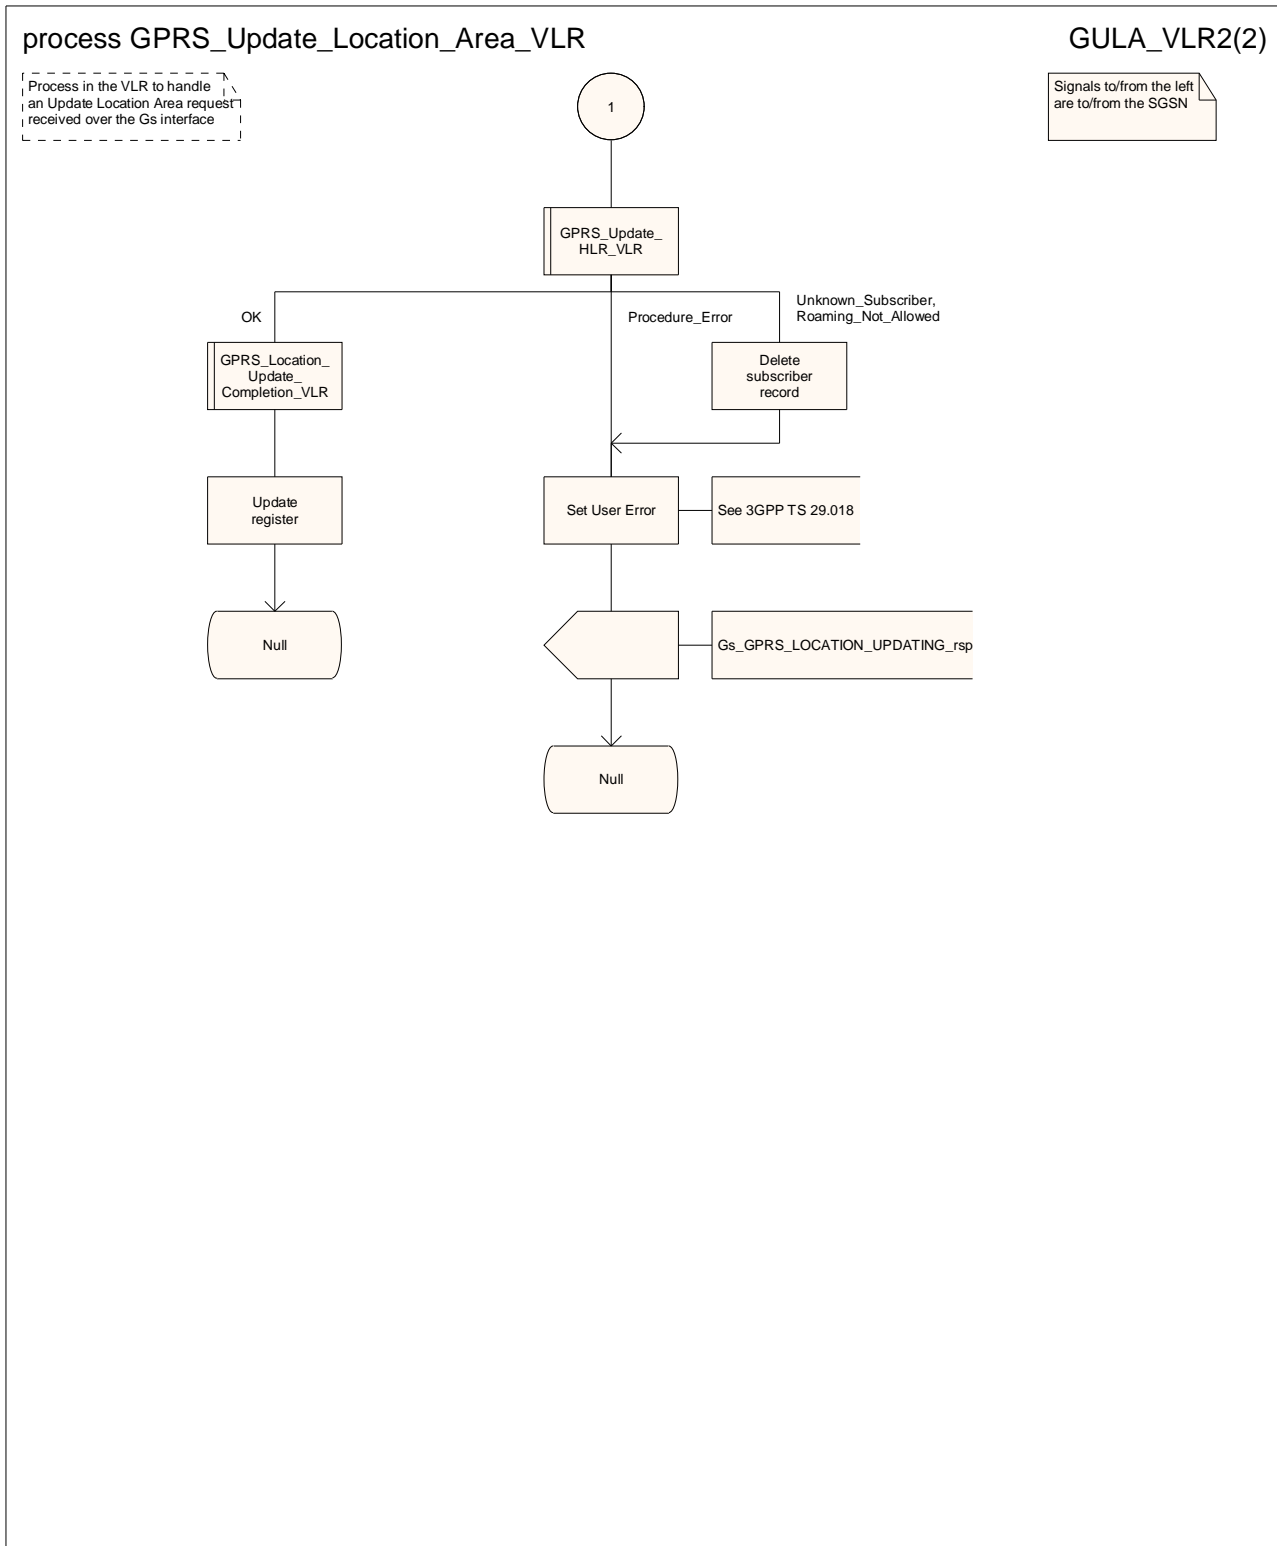 process GPRS_Update_Location_Area_VLR
GULA_VLR2(2)
Process in the VLR to handle
an Update Location Area request
received over the Gs interface
1
Signals to/from the left
are to/from the SGSN
GPRS_Update_
HLR_VLR
OK
Procedure_Error
Unknown_Subscriber,
Roaming_Not_Allowed
GPRS_Location_
Update_
Completion_VLR
Delete
subscriber
record
Update
register
Set User Error
See 3GPP TS 29.018
Null
Gs_GPRS_LOCATION_UPDATING_rsp
Null